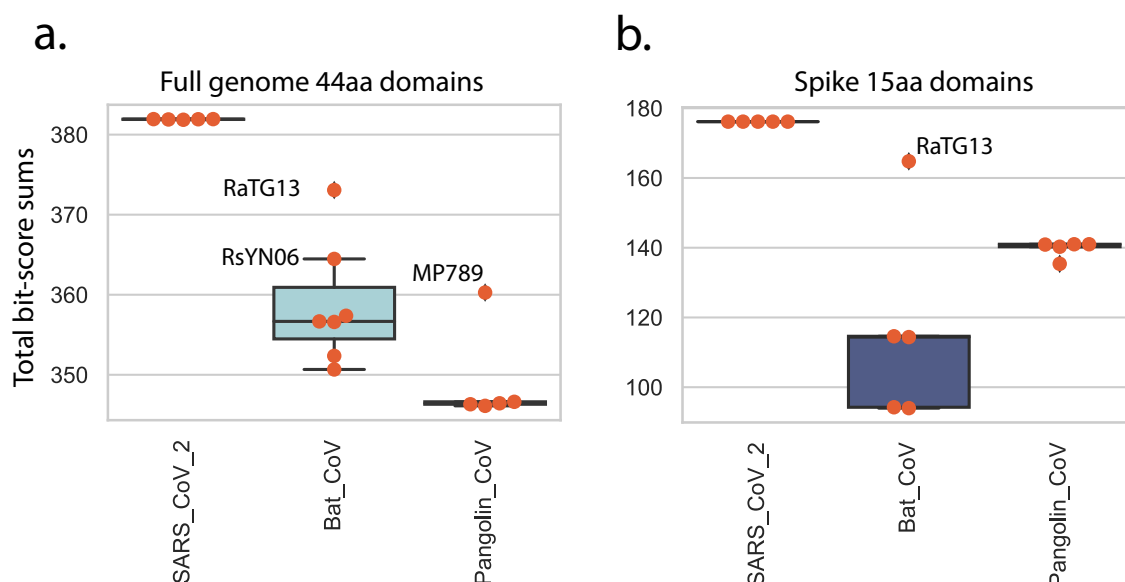 a.
Full genome 44aa domains
Total bit-score sums
380
370
360
350
RaTG13
RsYN06
MP789
SARS_CoV_2
Bat_CoV
Pangolin_CoV
b.
Spike 15aa domains
180
160
140
120
100
RaTG13
SARS_CoV_2
Bat_CoV
Pangolin_CoV